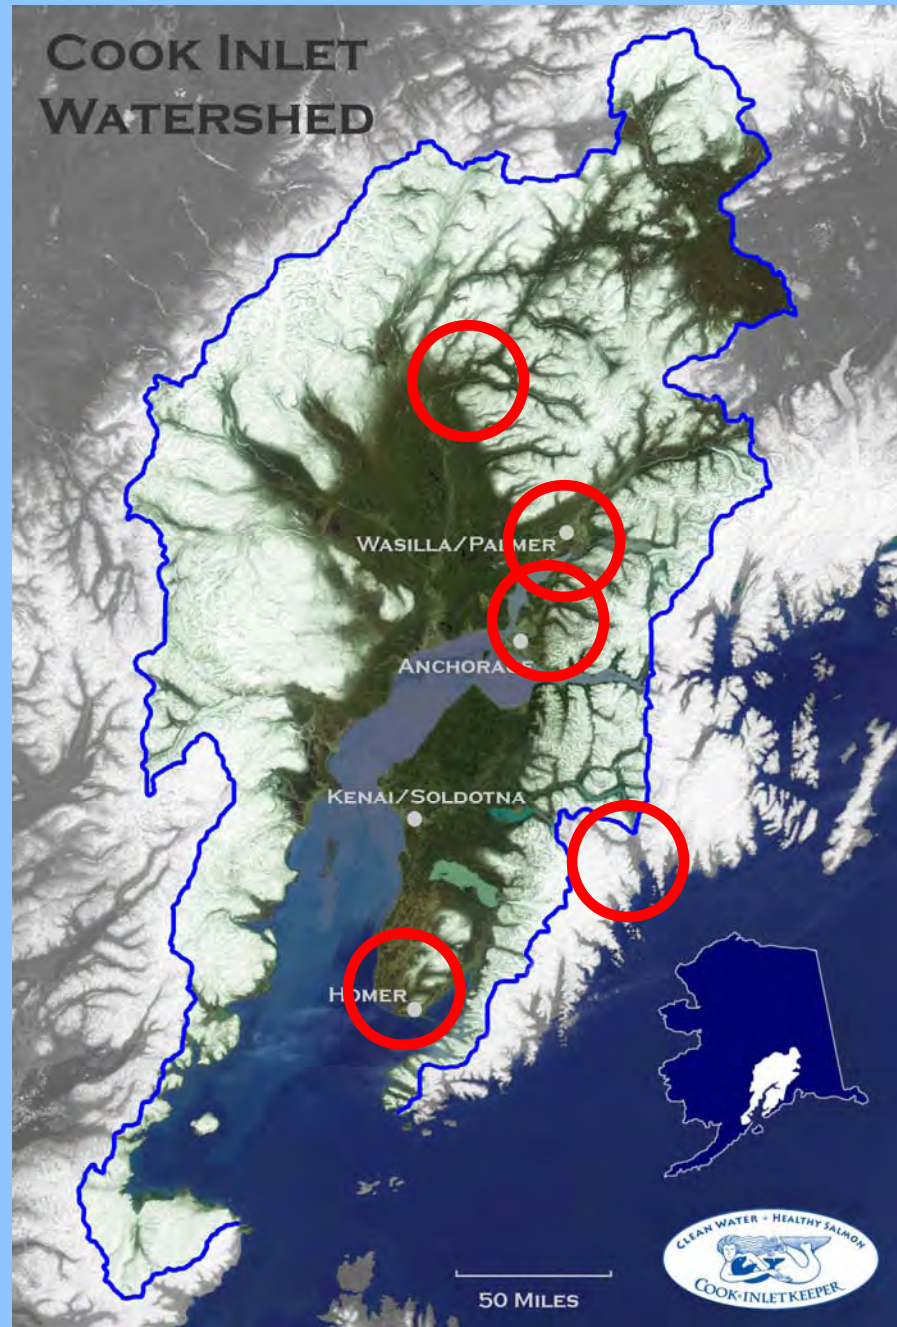 COOK INLET
WATERSHED
WASILLA/PALMER
ANCHORAGE
KENAI/SOLDOTNA
HOMER
50 MILES
CLEAN WATER • HEALTHY SALMON
COOK•INLETKEEPER